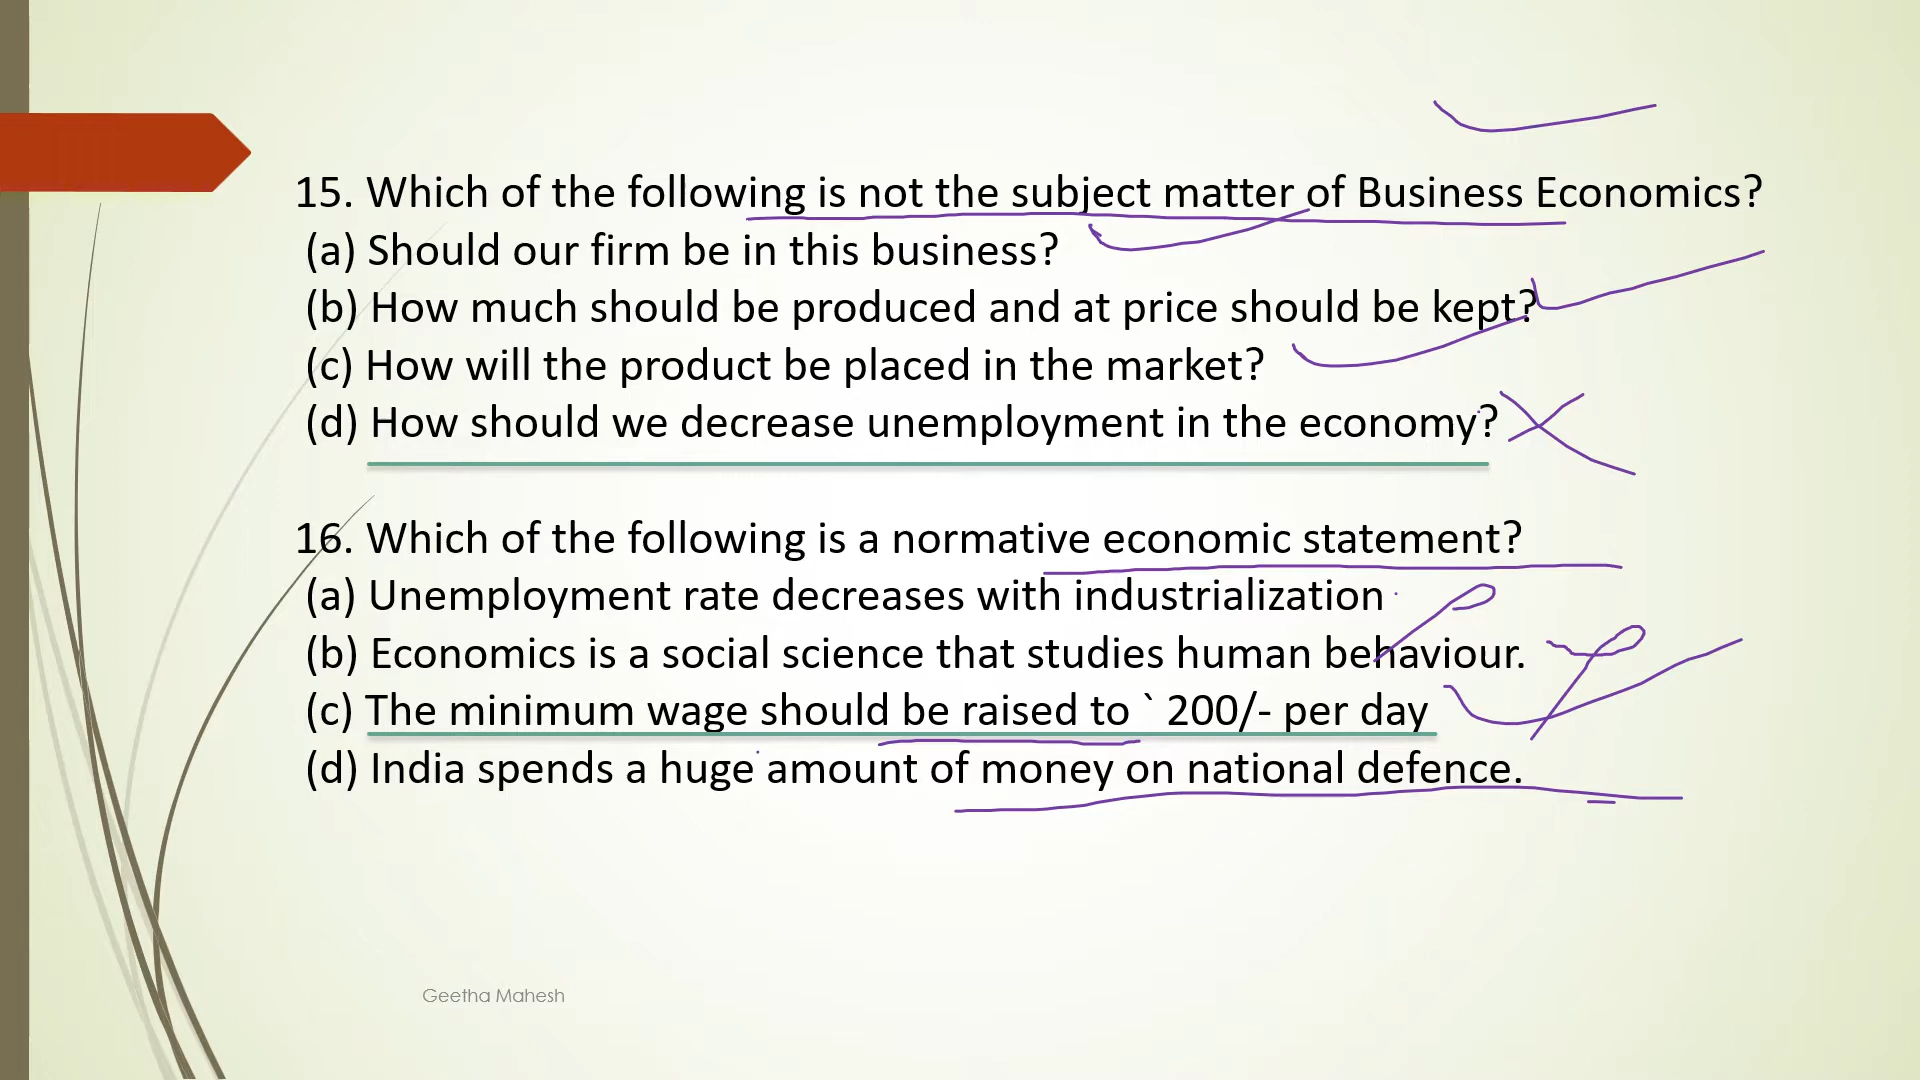 15. Which of the following is not the subject matter of Business Economics?
(a) Should our firm be in this business?
(b) How much should be produced and at price should be kept?
(c) How will the product be placed in the market?
(d) How should we decrease unemployment in the economy?
16. Which of the following is a normative economic statement?
(a) Unemployment rate decreases with industrialization
(b) Economics is a social science that studies human behaviour.
(c) The minimum wage should be raised to ` 200/- per day
(d) India spends a huge amount of money on national defence.
Geetha Mahesh